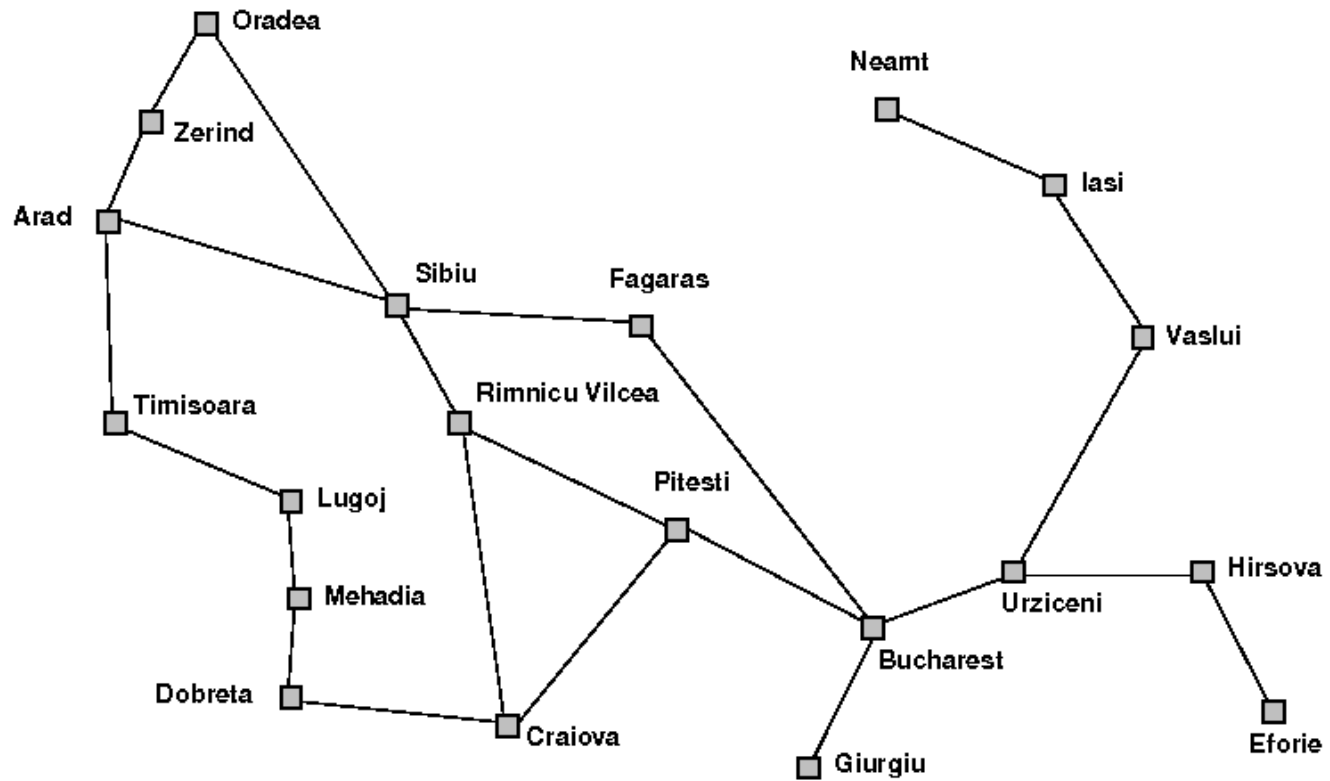 Oradea
Neamt
Zerind
Iasi
Arad
Sibiu
Fagaras
Vaslui
Rimnicu Vilcea
Timisoara
Pitesti
Lugoj
Hirsova
Mehadia
Urziceni
Bucharest
Dobreta
Craiova
Eforie
Giurgiu